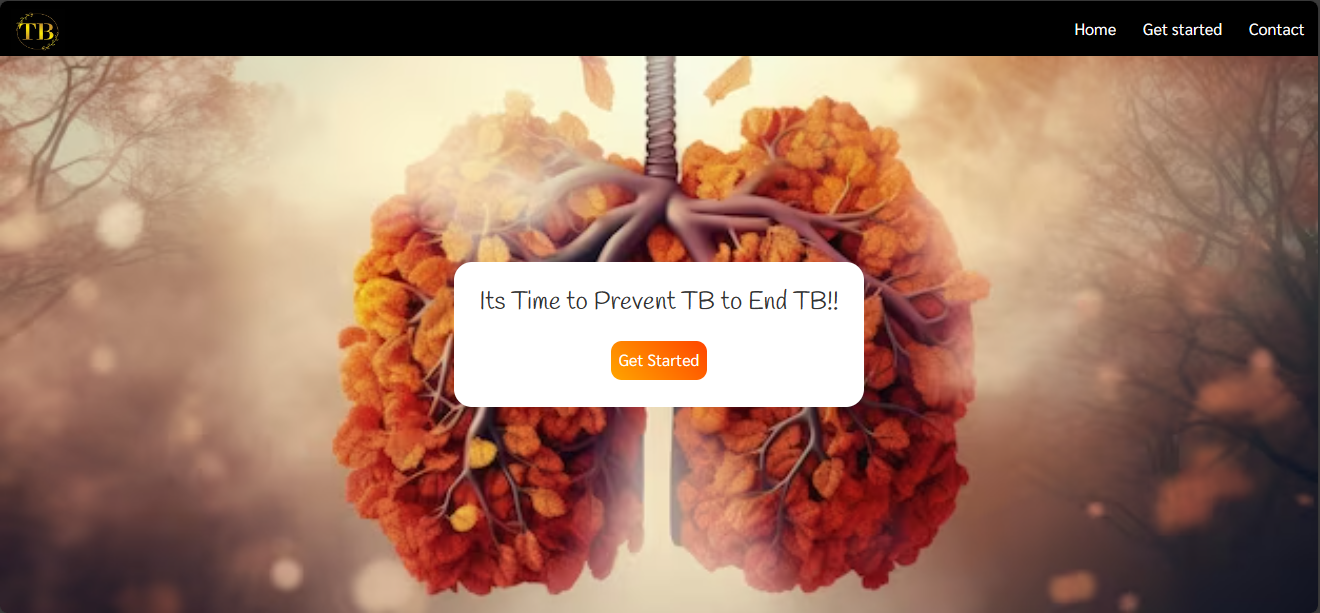 TB
Home Get started Contact
Its Time to Prevent TB to End TB!!
Get Started